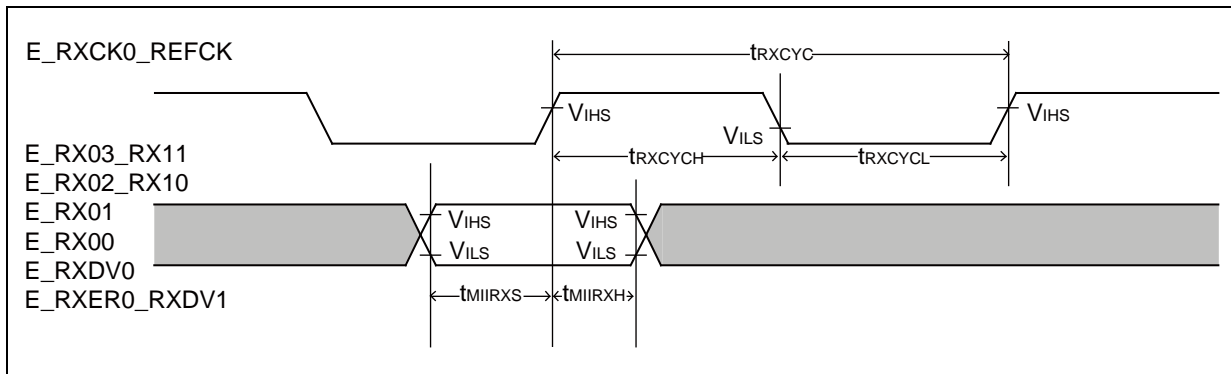 E_RXCK0_REFCK
tRXCYC
VIHS
VIHS
VILS
tRXCYCH
tRXCYCL
E_RX03_RX11
E_RX02_RX10
E_RX01
E_RX00
E_RXDV0
E_RXER0_RXDV1
VIHS
VIHS
VILS
VILS
tMIIRXS
tMIIRXH